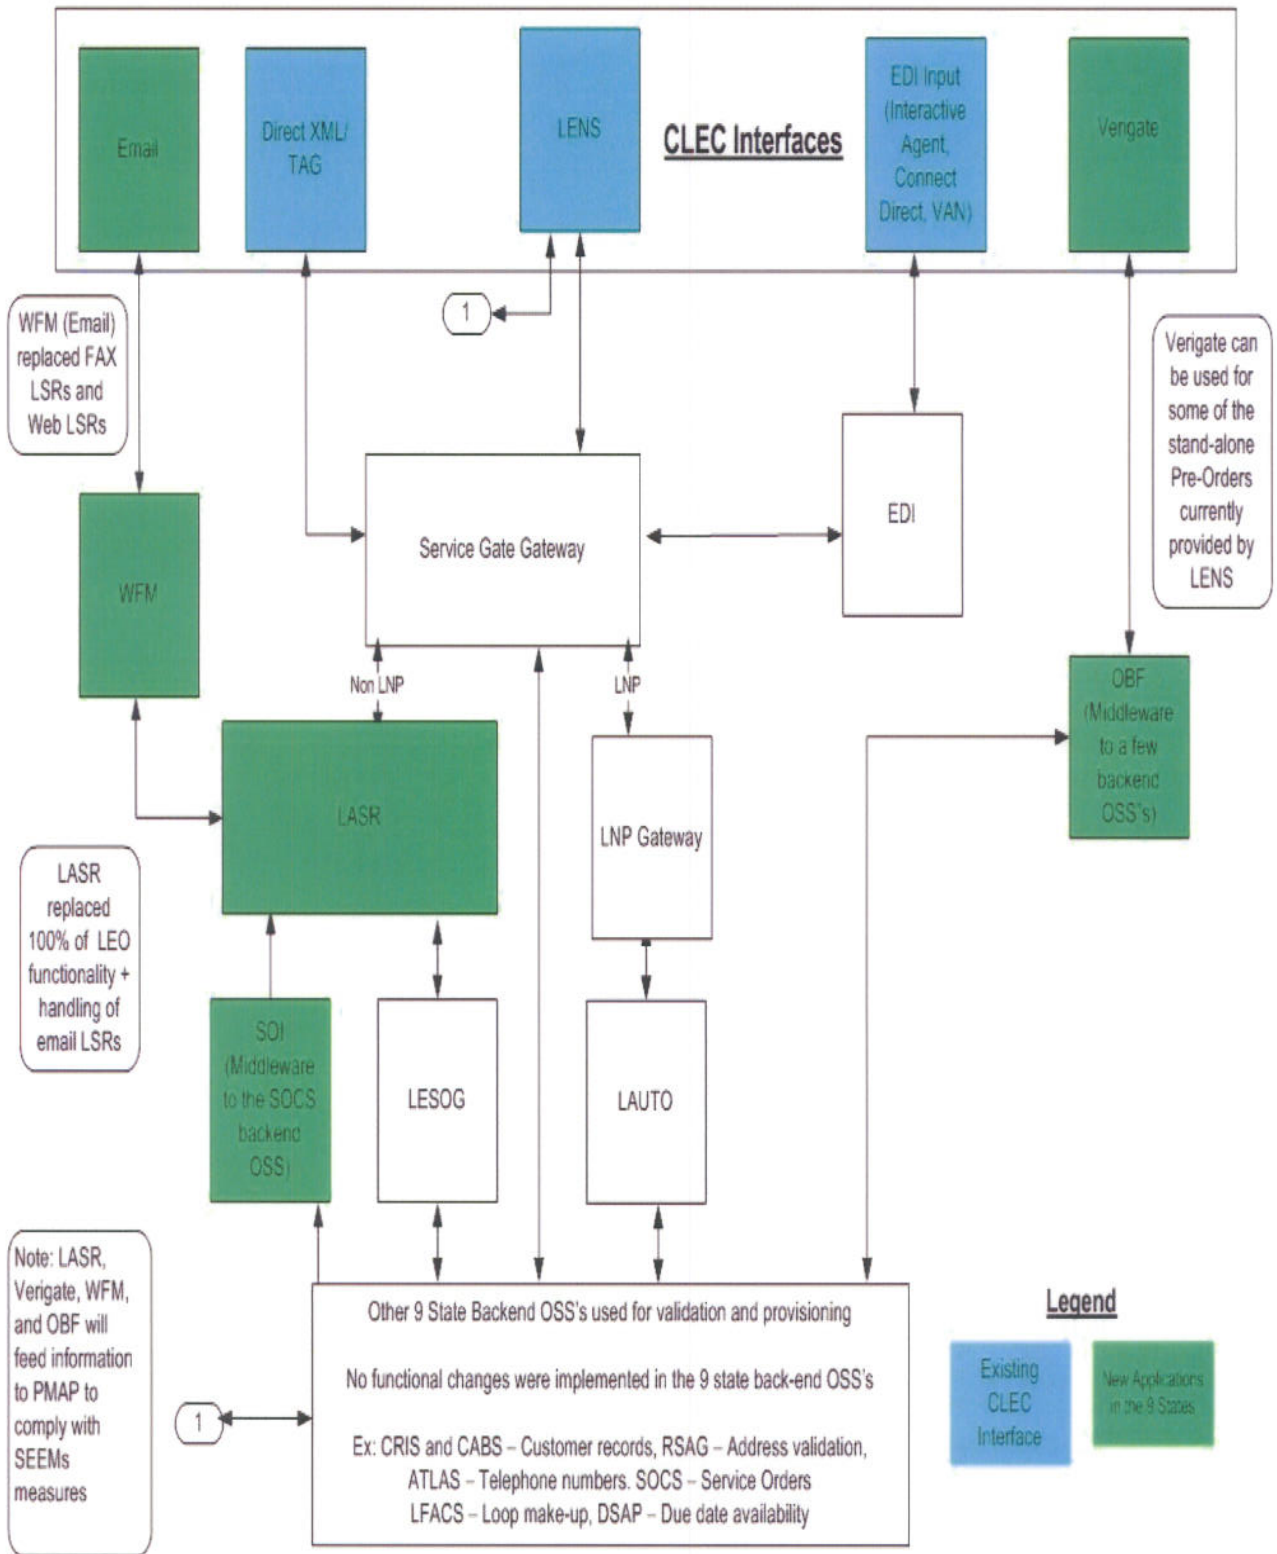 Email
Direct XML/
TAG
LENS
CLEC Interfaces
EDI Input
(Interactive
Agent,
Connect
Direct, VAN)
Verigate
1
WFM (Email)
replaced FAX
LSRs and
Web LSRs
Verigate can
be used for
some of the
stand-alone
Pre-Orders
currently
provided by
LENS
WFM
Service Gate Gateway
EDI
Non LNP
LNP
OBF
(Middleware
to a few
backend
OSS's)
LASR
LNP Gateway
LASR
replaced
100% of LEO
functionality +
handling of
email LSRs
SOI
(Middleware
to the SOCS
backend
OSS)
LESOG
LAUTO
Note: LASR,
Verigate, WFM,
and OBF will
feed information
to PMAP to
comply with
SEEMs
measures
1
Other 9 State Backend OSS's used for validation and provisioning
No functional changes were implemented in the 9 state back-end OSS's
Ex: CRIS and CABS – Customer records, RSAG – Address validation,
ATLAS – Telephone numbers. SOCS – Service Orders
LFACS – Loop make-up, DSAP – Due date availability
Legend
Existing
CLEC
Interface
New Applications
in the 9 States